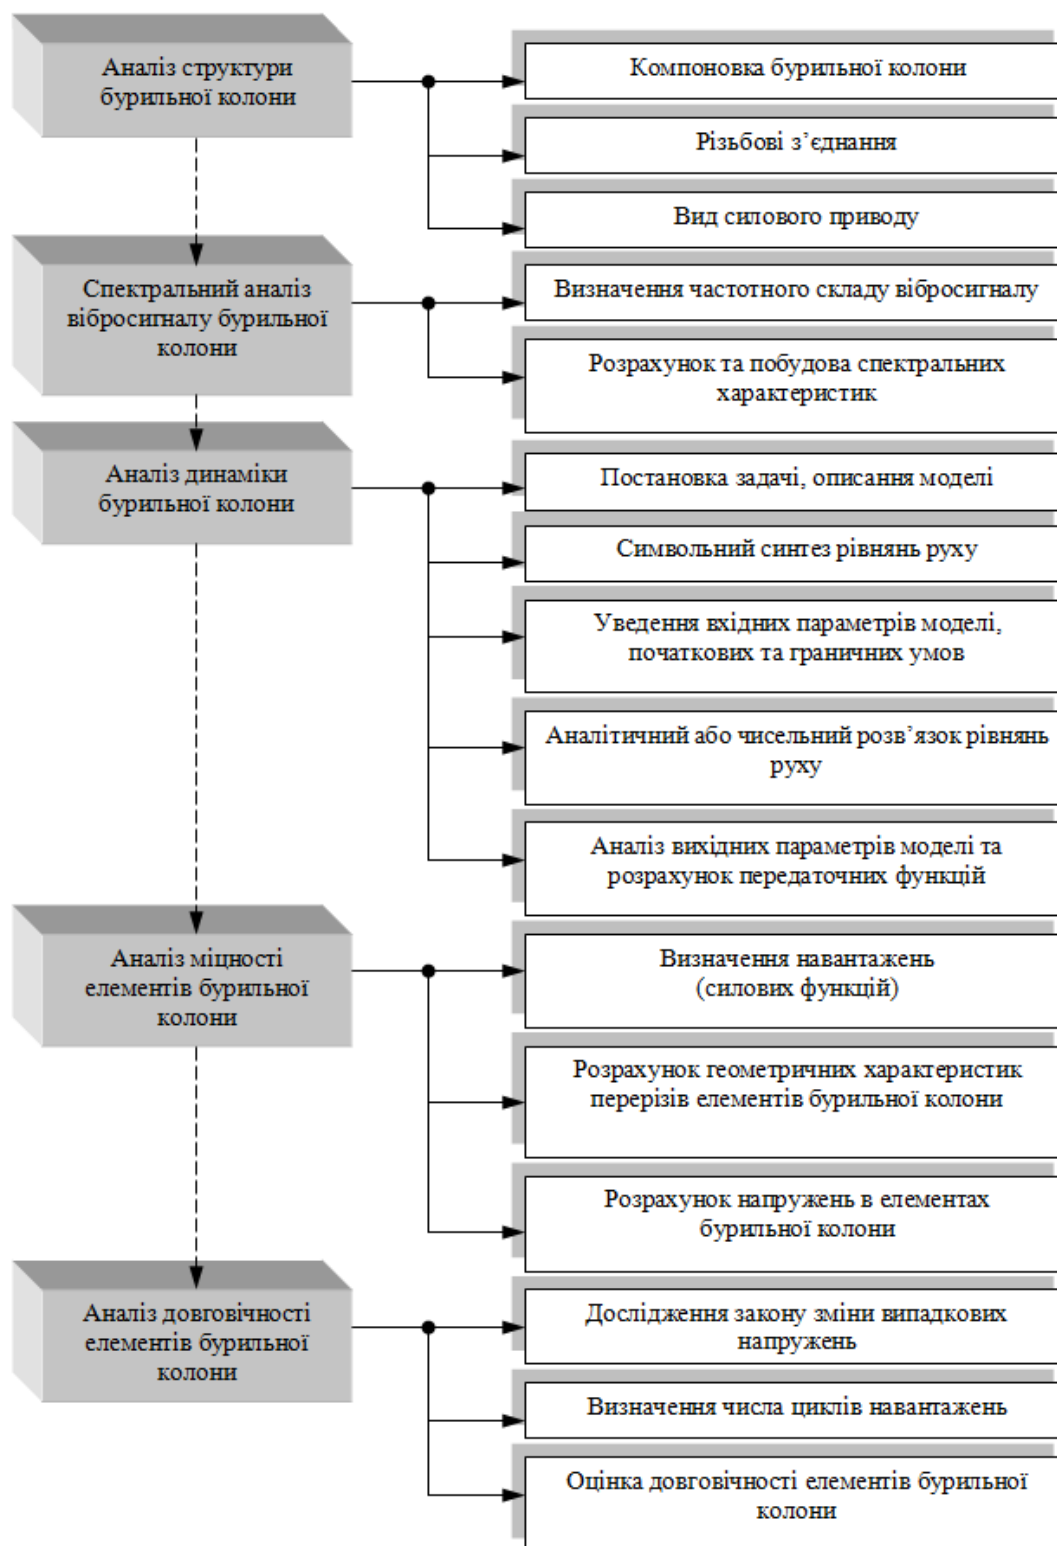 Аналіз структури
бурильної колони
Компоновка бурильної колони
Різьбові з’єднання
Вид силового приводу
Спектральний аналіз
вібросигналу бурильної
колони
Визначення частотного складу вібросигналу
Розрахунок та побудова спектральних
характеристик
Аналіз динаміки
бурильної колони
Постановка задачі, описання моделі
Символьний синтез рівнянь руху
Уведення вхідних параметрів моделі,
початкових та граничних умов
Аналітичний або чисельний розв’язок рівнянь
руху
Аналіз вихідних параметрів моделі та
розрахунок передаточних функцій
Аналіз міцності
елементів бурильної
колони
Визначення навантажень
(силових функцій)
Розрахунок геометричних характеристик
перерізів елементів бурильної колони
Розрахунок напружень в елементах
бурильної колони
Аналіз довговічності
елементів бурильної
колони
Дослідження закону зміни випадкових
напружень
Визначення числа циклів навантажень
Оцінка довговічності елементів бурильної
колони